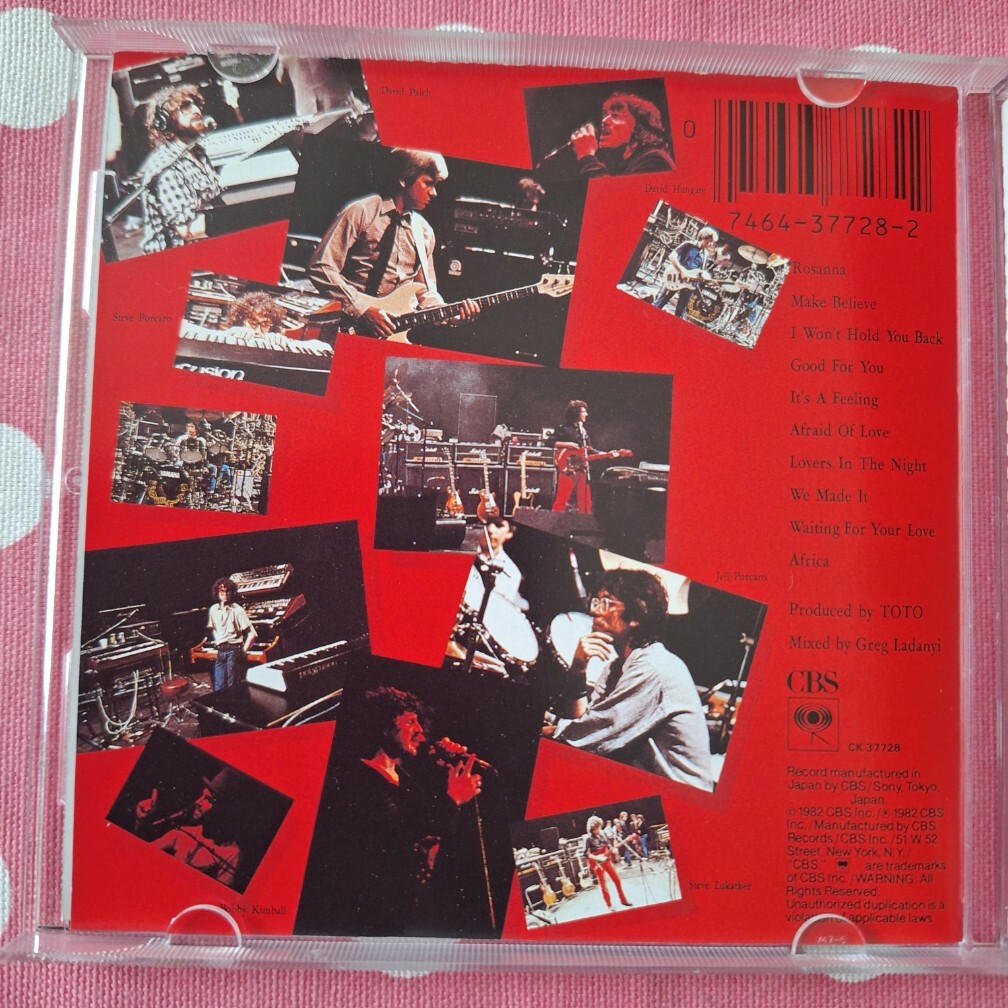 David Paich
David Hungate
0
7464-37728-2
Steve Porcaro
Rosanna
Make Believe
I Won't Hold You Back
Good For You
It's A Feeling
Afraid Of Love
Lovers In The Night
We Made It
Waiting For Your Love
Africa
Jeff Porcaro
Produced by TOTO
Mixed by Greg Ladanyi
CBS
CK 37728
Record manufactured in
Japan by CBS/Sony, Tokyo,
Japan.
© 1982 CBS Inc./℗ 1982 CBS
Inc./Manufactured by CBS
Records/CBS Inc./51 W. 52
Street, New York, N.Y./
"CBS," are trademarks
of CBS Inc./WARNING: All
Rights Reserved.
Unauthorized duplication is a
violation of applicable laws.
Steve Lukather
Bobby Kimball